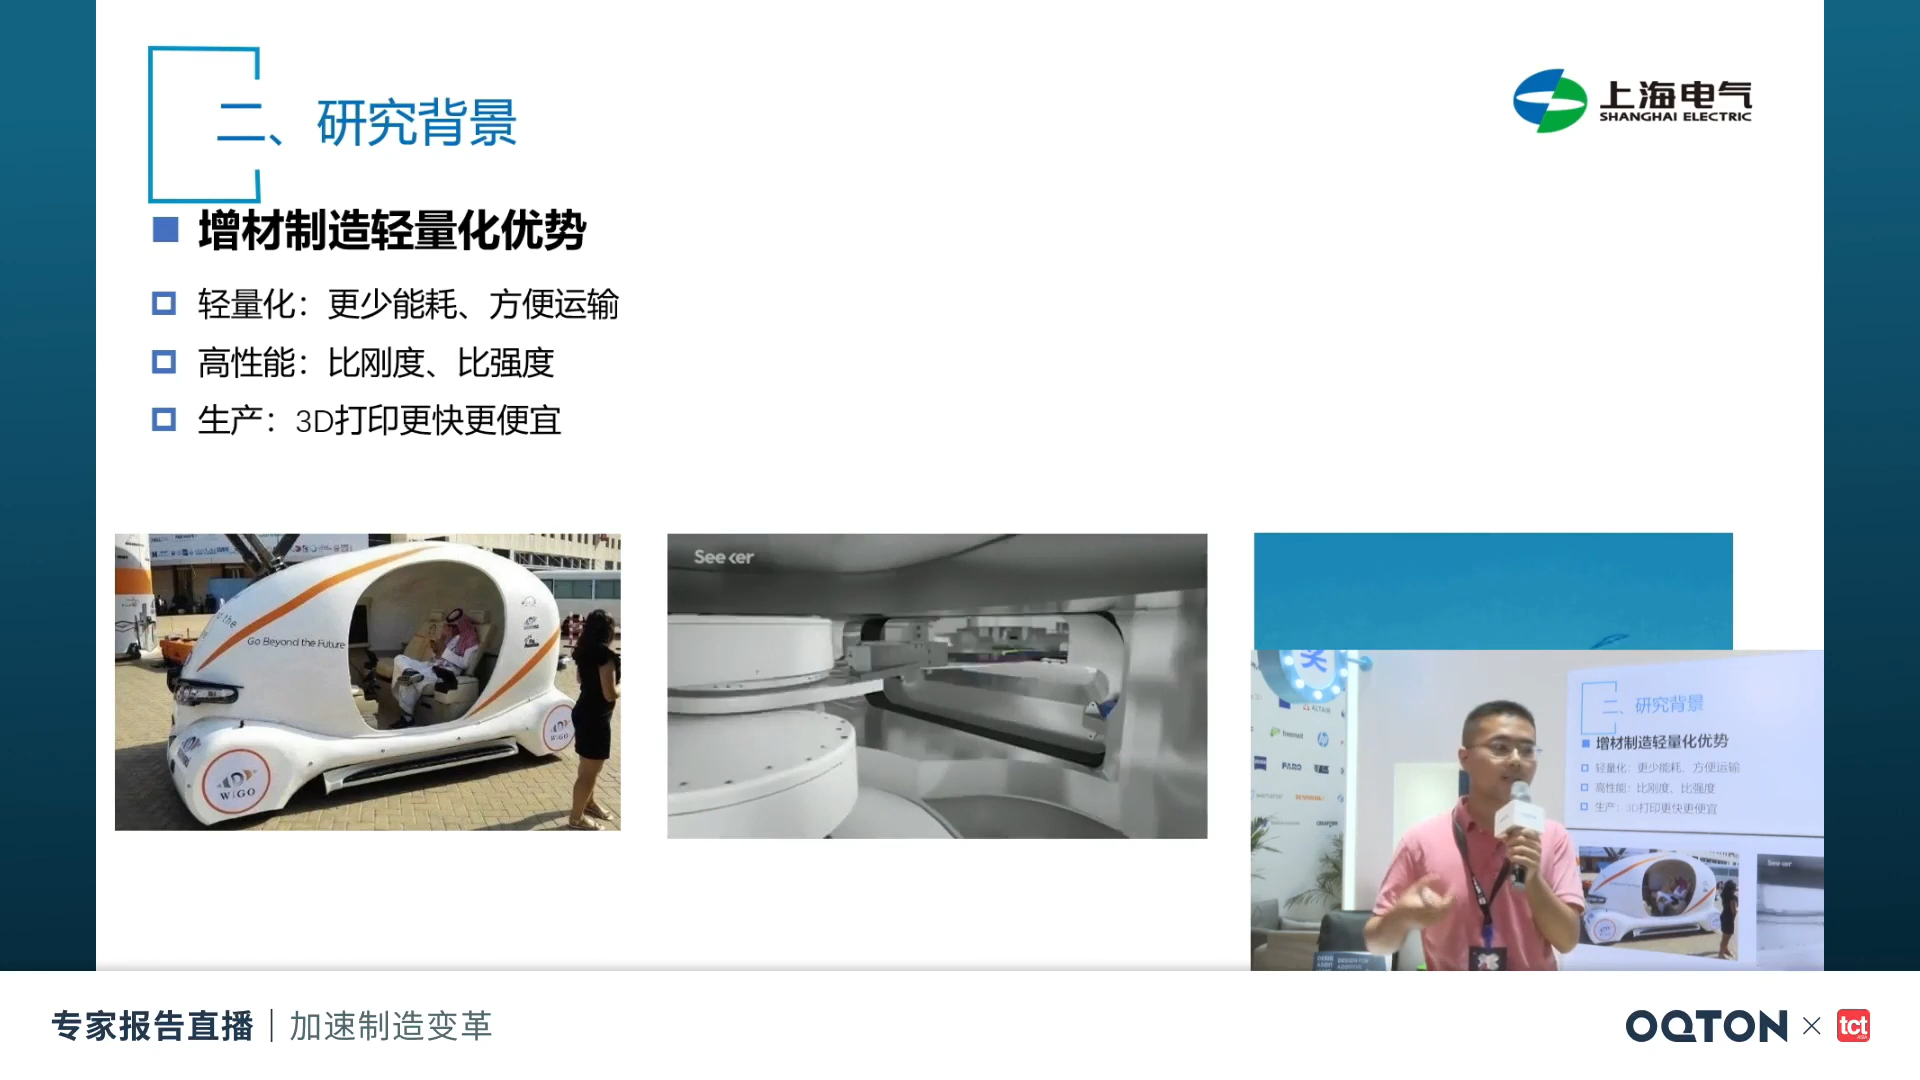 二、研究背景
上海电气
SHANGHAI ELECTRIC
增材制造轻量化优势
轻量化：更少能耗、方便运输
高性能：比刚度、比强度
生产：3D打印更快更便宜
Go Beyond the Future
WiGO
WiGO
Seeker
奖
ALTAIR
FARO
二、研究背景
增材制造轻量化优势
轻量化：更少能耗、方便运输
高性能：比刚度、比强度
生产：3D打印更快更便宜
专家报告直播｜加速制造变革
OQTON × tct